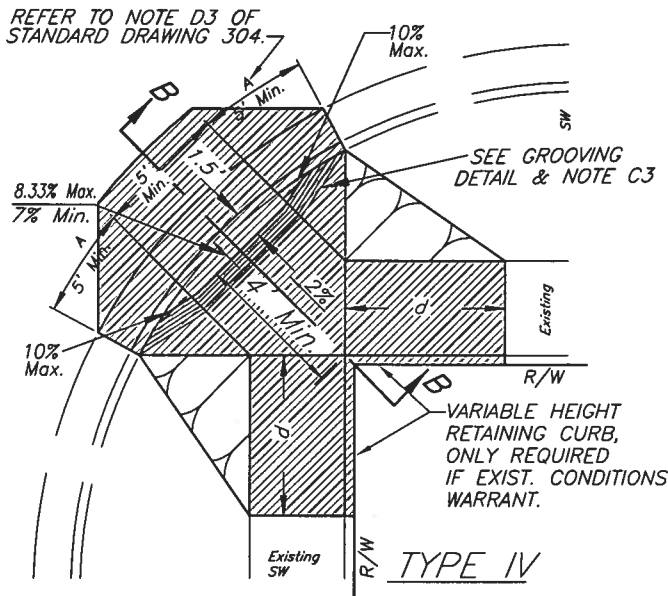 REFER TO NOTE D3 OF
STANDARD DRAWING 304.
10%
Max.
A
5' Min.
B
SW
SEE GROOVING
DETAIL & NOTE C3
1.5'
5'
Min.
8.33% Max.
7% Min.
A
5' Min.
2%
4' Min.
d
Existing
10%
Max.
R/W
B
d
VARIABLE HEIGHT
RETAINING CURB,
ONLY REQUIRED
IF EXIST. CONDITIONS
WARRANT.
Existing
SW
R/W
TYPE IV